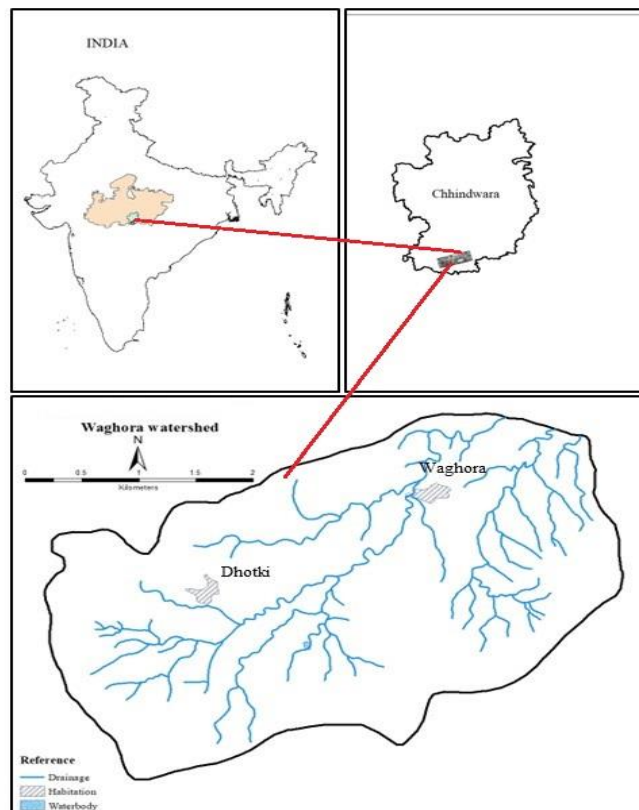 INDIA
Chhindwara
Waghora watershed
N
0 0.5 1 1.5 2
Kilometers
Waghora
Dhotki
Reference
Drainage
Habitation
Waterbody